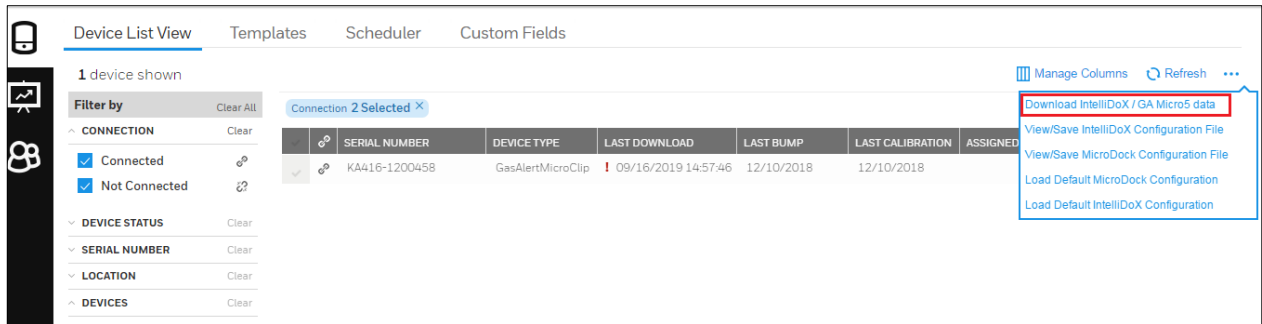 Device List View Templates Scheduler Custom Fields
1 device shown
Manage Columns Refresh •••
Filter by Clear All
Connection 2 Selected ×
Download IntelliDoX / GA Micro5 data
CONNECTION Clear
View/Save IntelliDoX Configuration File
SERIAL NUMBER DEVICE TYPE LAST DOWNLOAD LAST BUMP LAST CALIBRATION ASSIGNED
View/Save MicroDock Configuration File
Connected
KA416-1200458 GasAlertMicroClip ! 09/16/2019 14:57:46 12/10/2018 12/10/2018
Load Default MicroDock Configuration
Not Connected
Load Default IntelliDoX Configuration
DEVICE STATUS Clear
SERIAL NUMBER Clear
LOCATION Clear
DEVICES Clear